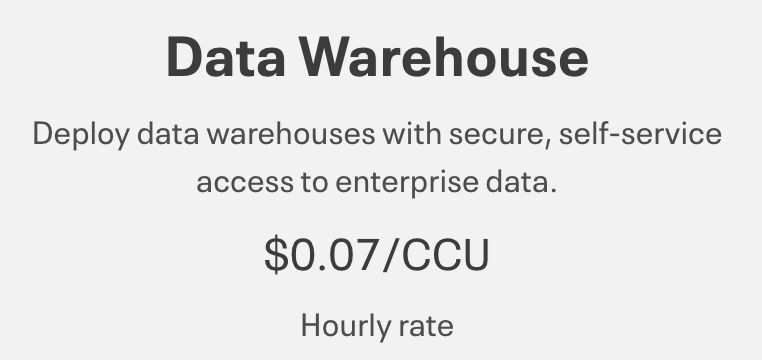 Data Warehouse
Deploy data warehouses with secure, self-service
access to enterprise data.
$0.07/CCU
Hourly rate